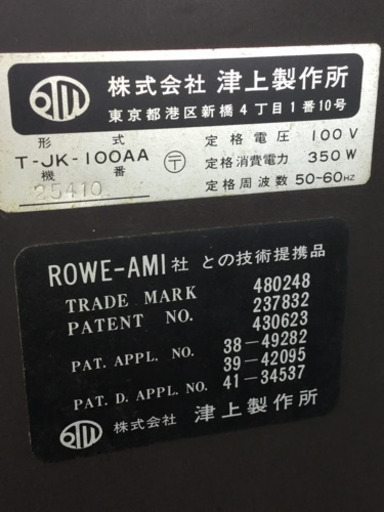 株式会社 津上製作所
東京都港区新橋4丁目1番10号
形式 定格電圧 100V
T-JK-100AA 〒 定格消費電力 350W
機番 定格周波数 50-60HZ
25410
ROWE-AMI社 との技術提携品
TRADE MARK 480248
PATENT NO. 237832
430623
PAT. APPL. NO. 38-49282
39-42095
PAT. D. APPL. NO. 41-34537
株式会社 津上製作所